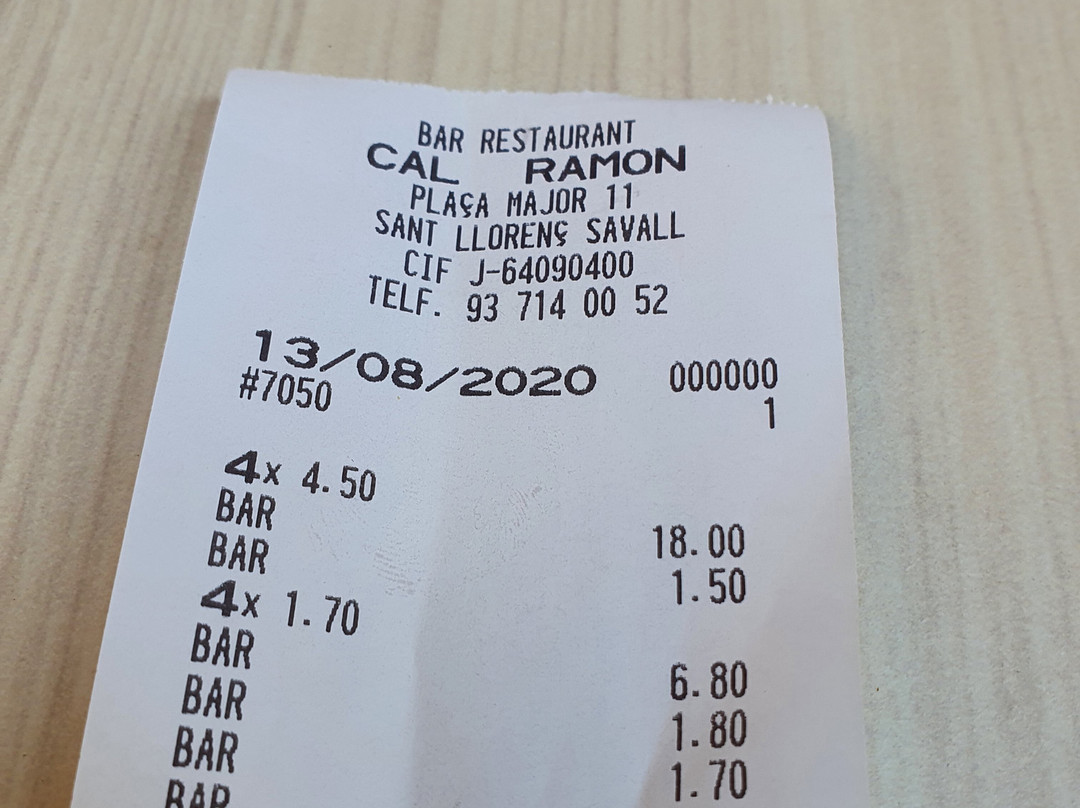 BAR RESTAURANT
CAL RAMON
PLAÇA MAJOR 11
SANT LLORENÇ SAVALL
CIF J-64090400
TELF. 93 714 00 52
13/08/2020 000000
#7050 1
4x 4.50
BAR 18.00
BAR 1.50
4x 1.70
BAR 6.80
BAR 1.80
BAR 1.70
BAR